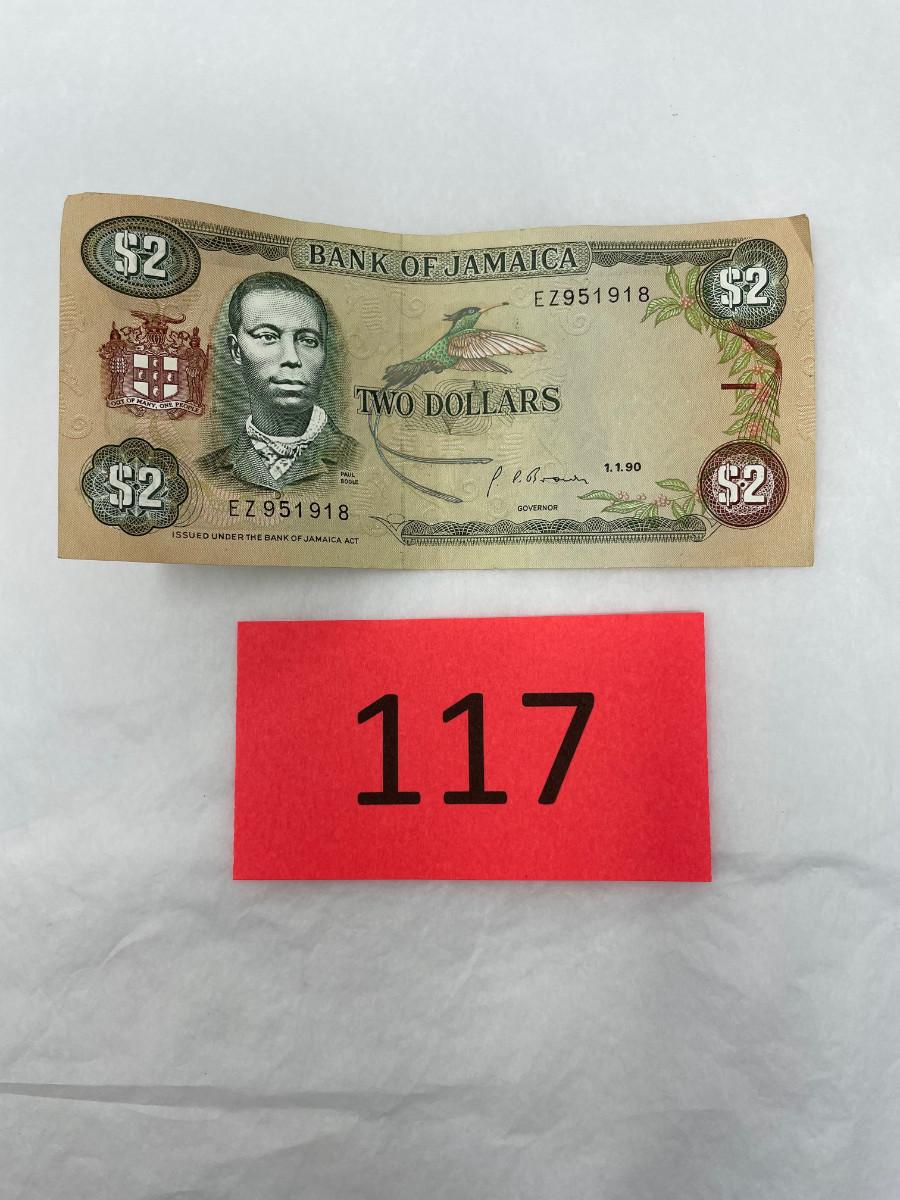 $2
BANK OF JAMAICA
$2
EZ951918
OUT OF MANY, ONE PEOPLE
TWO DOLLARS
PAUL
BOGLE
P. P. Brown
1.1.90
$2
$2
EZ951918
GOVERNOR
ISSUED UNDER THE BANK OF JAMAICA ACT
117